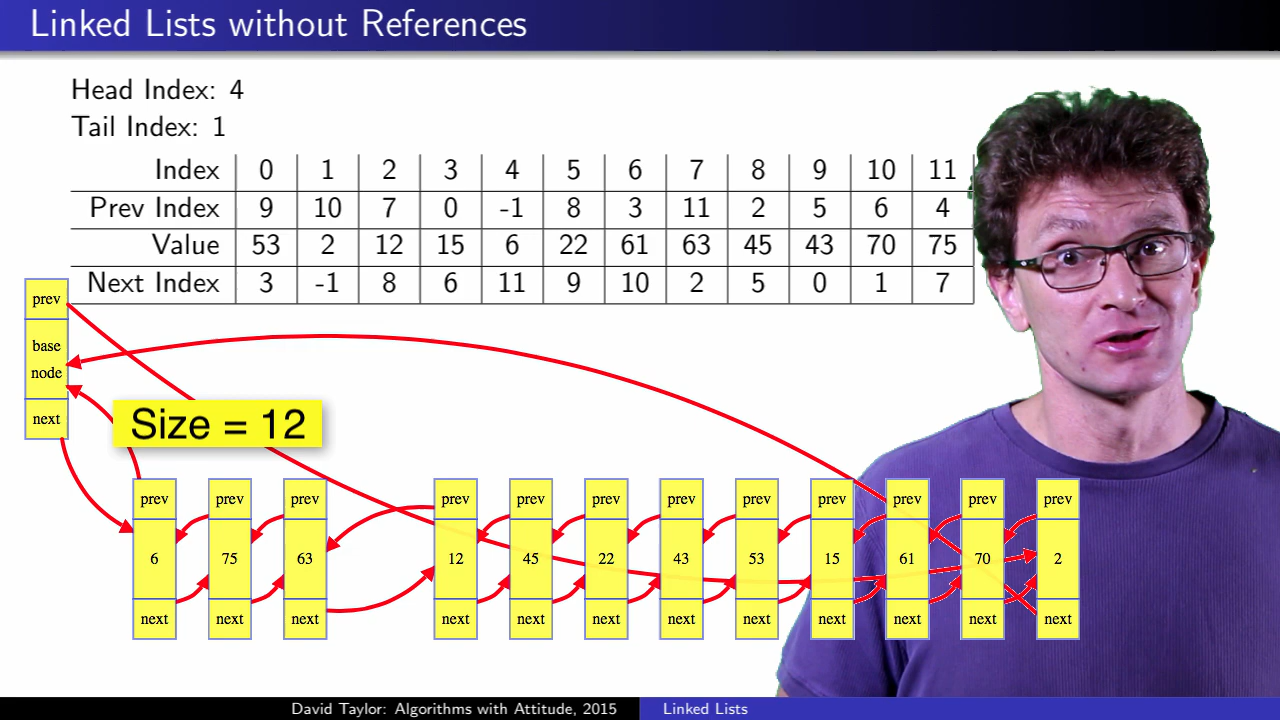 Linked Lists without References
Head Index: 4
Tail Index: 1
Index 0 1 2 3 4 5 6 7 8 9 10 11
Prev Index 9 10 7 0 -1 8 3 11 2 5 6 4
Value 53 2 12 15 6 22 61 63 45 43 70 75
Next Index 3 -1 8 6 11 9 10 2 5 0 1 7
prev
base
node
next
Size = 12
prev prev prev prev prev prev prev prev prev prev prev prev
6 75 63 12 45 22 43 53 15 61 70 2
next next next next next next next next next next next next
David Taylor: Algorithms with Attitude, 2015 Linked Lists